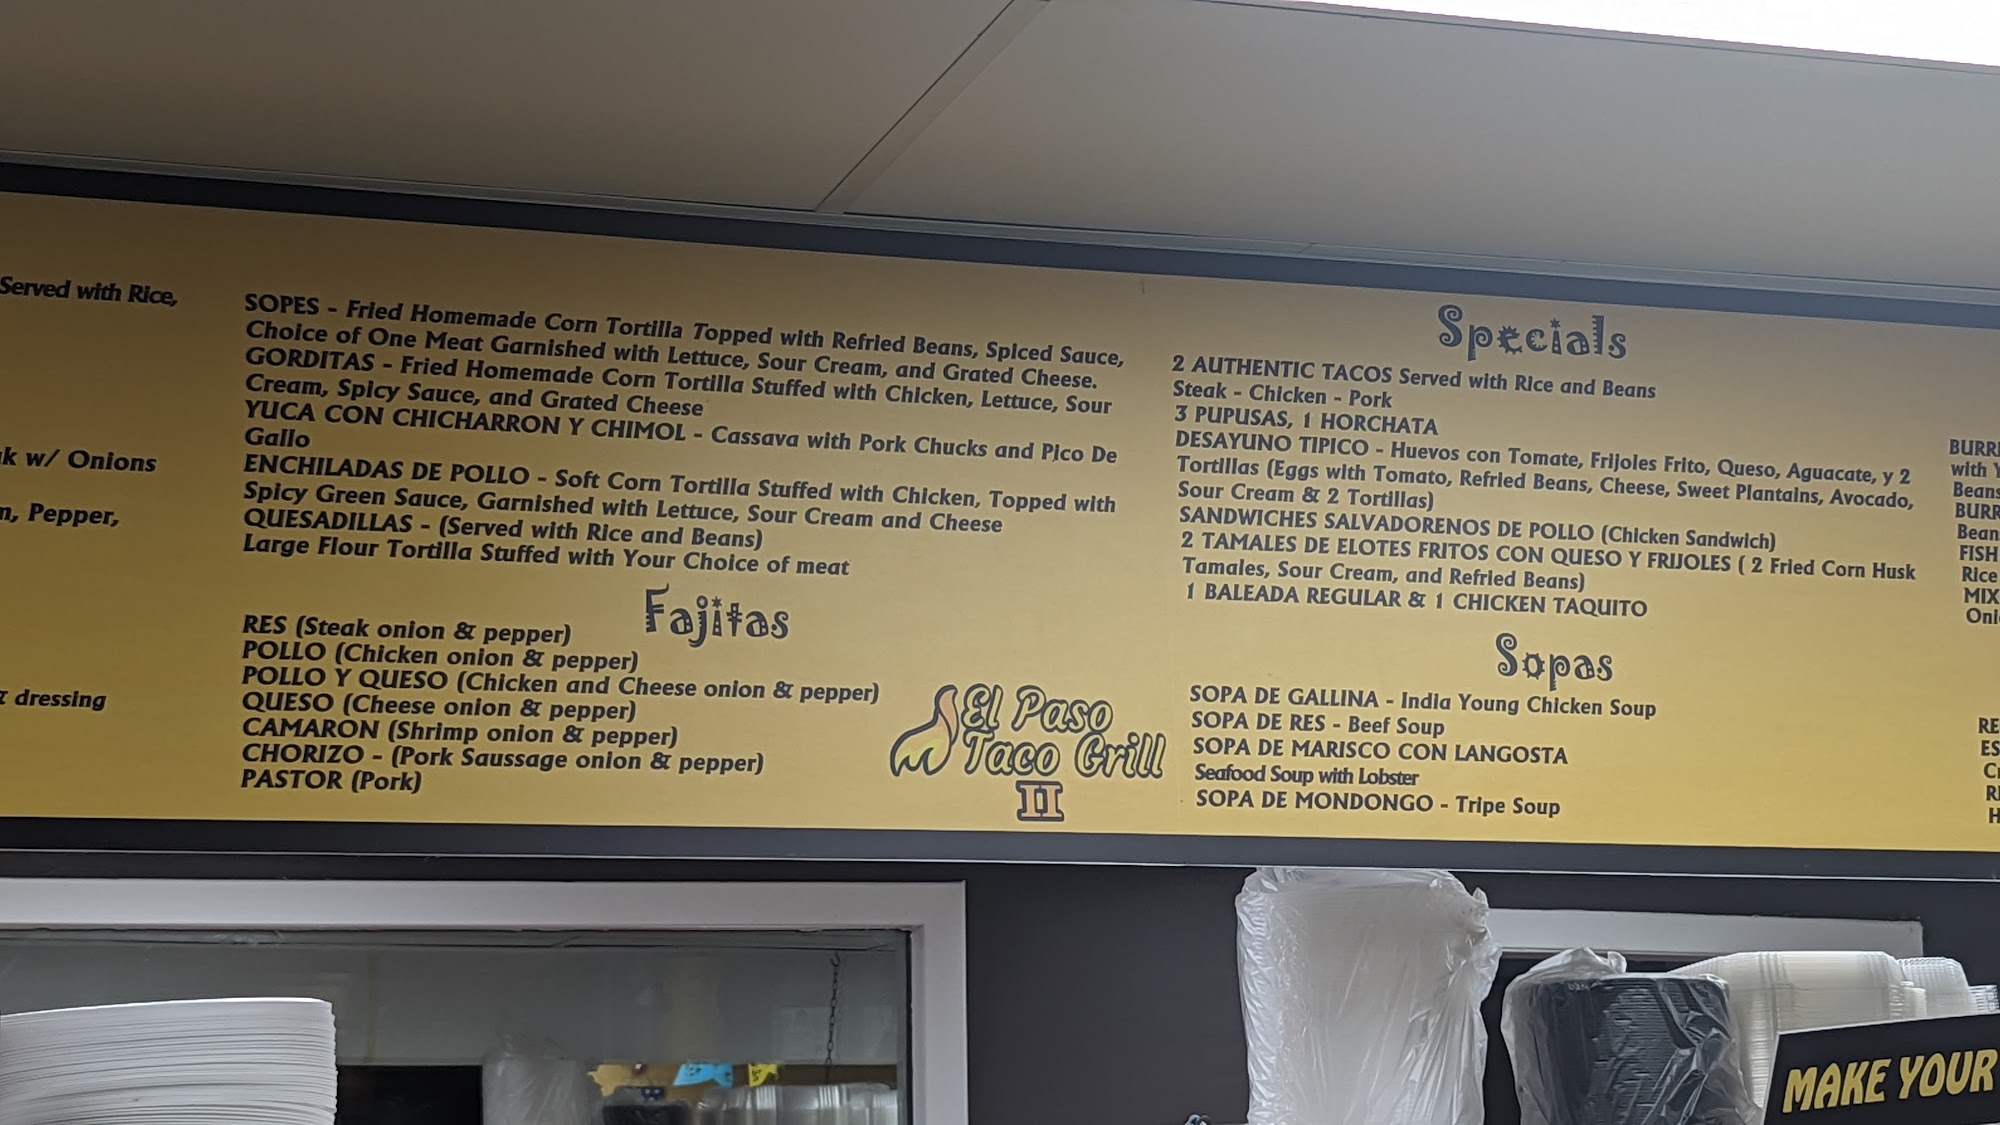 Served with Rice,
k w/ Onions
m, Pepper,
& dressing
SOPES - Fried Homemade Corn Tortilla Topped with Refried Beans, Spiced Sauce,
Choice of One Meat Garnished with Lettuce, Sour Cream, and Grated Cheese.
GORDITAS - Fried Homemade Corn Tortilla Stuffed with Chicken, Lettuce, Sour
Cream, Spicy Sauce, and Grated Cheese
YUCA CON CHICHARRON Y CHIMOL - Cassava with Pork Chucks and Pico De
Gallo
ENCHILADAS DE POLLO - Soft Corn Tortilla Stuffed with Chicken, Topped with
Spicy Green Sauce, Garnished with Lettuce, Sour Cream and Cheese
QUESADILLAS - (Served with Rice and Beans)
Large Flour Tortilla Stuffed with Your Choice of meat
Fajitas
RES (Steak onion & pepper)
POLLO (Chicken onion & pepper)
POLLO Y QUESO (Chicken and Cheese onion & pepper)
QUESO (Cheese onion & pepper)
CAMARON (Shrimp onion & pepper)
CHORIZO - (Pork Saussage onion & pepper)
PASTOR (Pork)
El Paso
Taco Grill
II
Specials
2 AUTHENTIC TACOS Served with Rice and Beans
Steak - Chicken - Pork
3 PUPUSAS, 1 HORCHATA
DESAYUNO TIPICO - Huevos con Tomate, Frijoles Frito, Queso, Aguacate, y 2
Tortillas (Eggs with Tomato, Refried Beans, Cheese, Sweet Plantains, Avocado,
Sour Cream & 2 Tortillas)
SANDWICHES SALVADORENOS DE POLLO (Chicken Sandwich)
2 TAMALES DE ELOTES FRITOS CON QUESO Y FRIJOLES ( 2 Fried Corn Husk
Tamales, Sour Cream, and Refried Beans)
1 BALEADA REGULAR & 1 CHICKEN TAQUITO
Sopas
SOPA DE GALLINA - India Young Chicken Soup
SOPA DE RES - Beef Soup
SOPA DE MARISCO CON LANGOSTA
Seafood Soup with Lobster
SOPA DE MONDONGO - Tripe Soup
BURR
with Y
Beans
BURR
Bean
FISH
Rice
MIX
Oni
RE
ES
C
R
H
MAKE YOUR